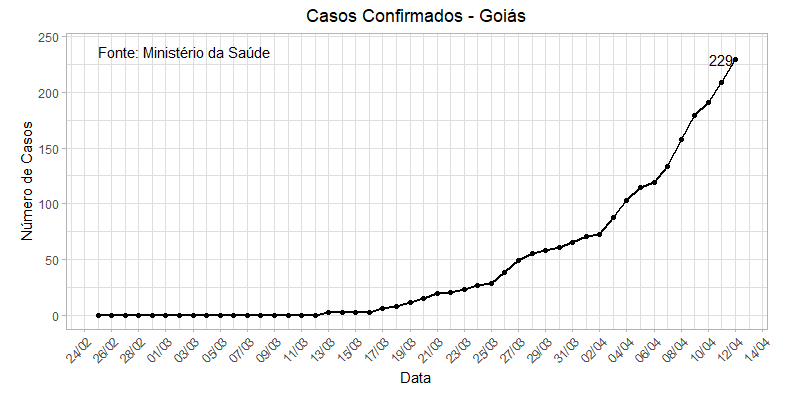 Casos Confirmados - Goiás
Fonte: Ministério da Saúde
229
250
200
150
100
50
0
Número de Casos
24/02 26/02 28/02 01/03 03/03 05/03 07/03 09/03 11/03 13/03 15/03 17/03 19/03 21/03 23/03 25/03 27/03 29/03 31/03 02/04 04/04 06/04 08/04 10/04 12/04 14/04
Data